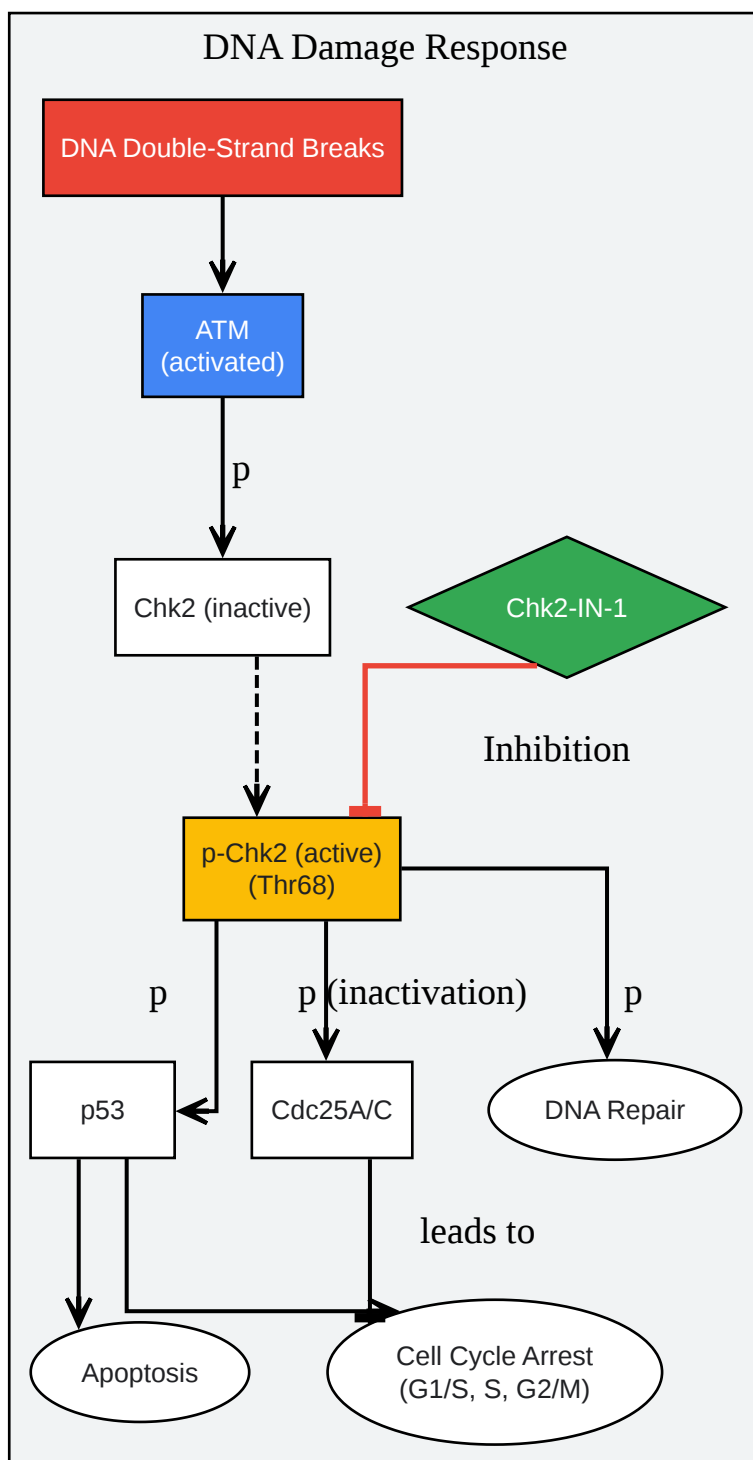 DNA Damage Response
DNA Double-Strand Breaks
ATM
(activated)
p
Chk2 (inactive)
Chk2-IN-1
Inhibition
p-Chk2 (active)
(Thr68)
p
p (inactivation)
p
p53
Cdc25A/C
DNA Repair
leads to
Apoptosis
Cell Cycle Arrest
(G1/S, S, G2/M)